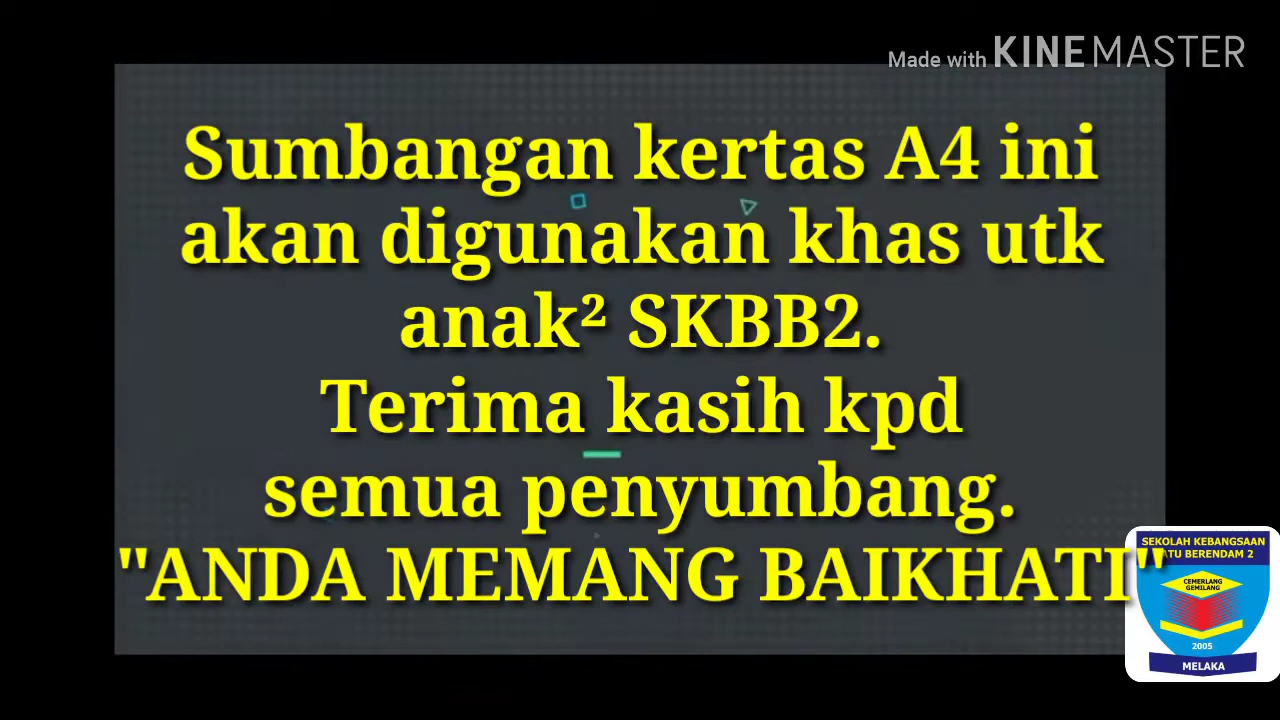 Made with KINEMASTER
Sumbangan kertas A4 ini
akan digunakan khas utk
anak² SKBB2.
Terima kasih kpd
semua penyumbang.
"ANDA MEMANG BAIKHATI"
SEKOLAH KEBANGSAAN
ATU BERENDAM 2
CEMERLANG
GEMILANG
2005
MELAKA